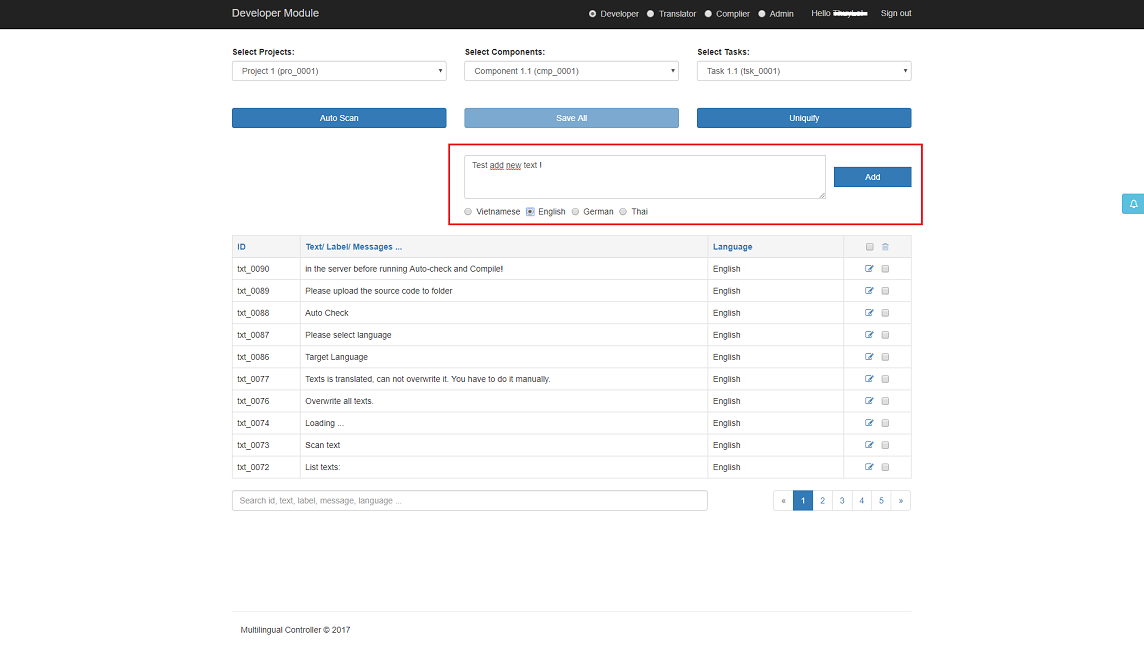 Developer Module Developer Translator Complier Admin Hello Sign out
Select Projects: Select Components: Select Tasks:
Project 1 (pro_0001) Component 1.1 (cmp_0001) Task 1.1 (tsk_0001)
Auto Scan Save All Uniquify
Test add new text !
Add
Vietnamese English German Thai
ID Text/ Label/ Messages ... Language
txt_0090 in the server before running Auto-check and Compile! English
txt_0089 Please upload the source code to folder English
txt_0088 Auto Check English
txt_0087 Please select language English
txt_0086 Target Language English
txt_0077 Texts is translated, can not overwrite it. You have to do it manually. English
txt_0076 Overwrite all texts. English
txt_0074 Loading ... English
txt_0073 Scan text English
txt_0072 List texts: English
Search id, text, label, message, language ... « 1 2 3 4 5 »
Multilingual Controller © 2017